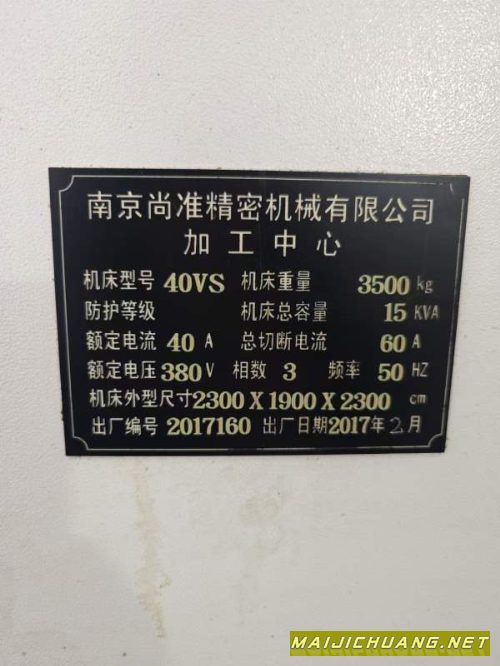 南京尚准精密机械有限公司
加工中心
机床型号 40VS 机床重量 3500 kg
防护等级 机床总容量 15 KVA
额定电流 40 A 总切断电流 60 A
额定电压 380 V 相数 3 频率 50 HZ
机床外型尺寸 2300 X 1900 X 2300 cm
出厂编号 2017160 出厂日期 2017年2月
MAIJICHUANG.NET